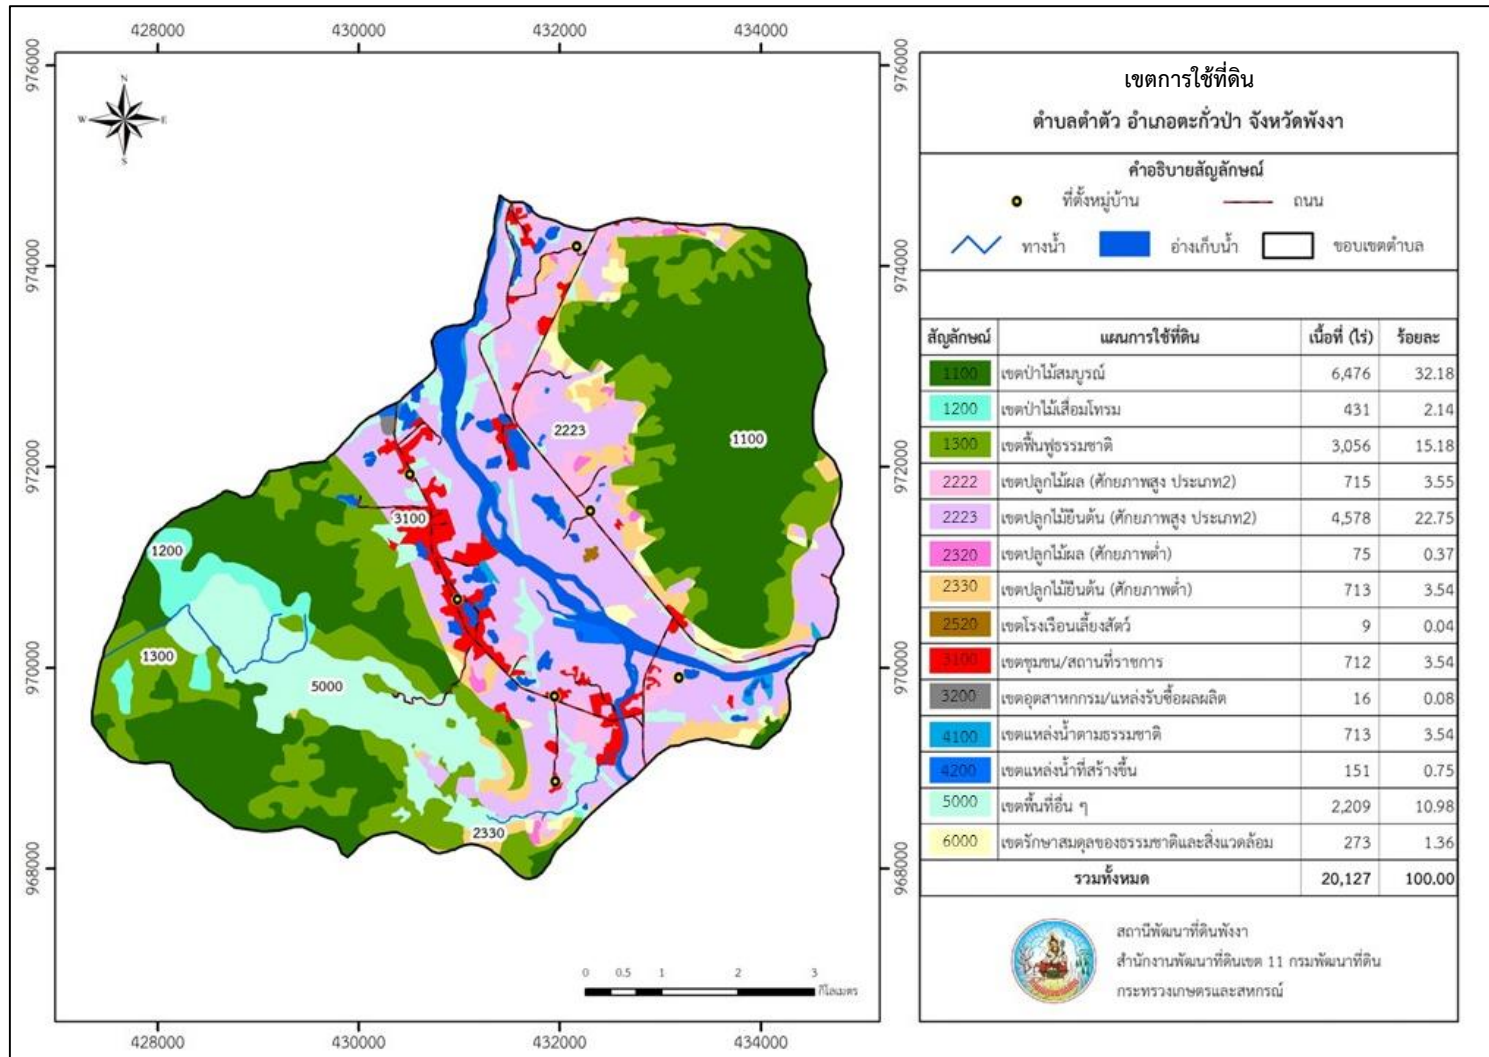 428000 430000 432000 434000
976000 976000
974000 974000
972000 972000
970000 970000
968000 968000
N
W E
S
2223
1100
3100
1200
1300
5000
2330
0 0.5 1 2 3
กิโลเมตร
428000 430000 432000 434000
เขตการใช้ที่ดิน
ตำบลตำตัว อำเภอตะกั่วป่า จังหวัดพังงา
คำอธิบายสัญลักษณ์
ที่ตั้งหมู่บ้าน ถนน
ทางน้ำ อ่างเก็บน้ำ ขอบเขตตำบล
สัญลักษณ์ แผนการใช้ที่ดิน เนื้อที่ (ไร่) ร้อยละ
1100 เขตป่าไม้สมบูรณ์ 6,476 32.18
1200 เขตป่าไม้เสื่อมโทรม 431 2.14
1300 เขตฟื้นฟูธรรมชาติ 3,056 15.18
2222 เขตปลูกไม้ผล (ศักยภาพสูง ประเภท2) 715 3.55
2223 เขตปลูกไม้ยืนต้น (ศักยภาพสูง ประเภท2) 4,578 22.75
2320 เขตปลูกไม้ผล (ศักยภาพต่ำ) 75 0.37
2330 เขตปลูกไม้ยืนต้น (ศักยภาพต่ำ) 713 3.54
2520 เขตโรงเรือนเลี้ยงสัตว์ 9 0.04
3100 เขตชุมชน/สถานที่ราชการ 712 3.54
3200 เขตอุตสาหกกรม/แหล่งรับซื้อผลผลิต 16 0.08
4100 เขตแหล่งน้ำตามธรรมชาติ 713 3.54
4200 เขตแหล่งน้ำที่สร้างขึ้น 151 0.75
5000 เขตพื้นที่อื่น ๆ 2,209 10.98
6000 เขตรักษาสมดุลของธรรมชาติและสิ่งแวดล้อม 273 1.36
รวมทั้งหมด 20,127 100.00
สถานีพัฒนาที่ดินพังงา
สำนักงานพัฒนาที่ดินเขต 11 กรมพัฒนาที่ดิน
กระทรวงเกษตรและสหกรณ์